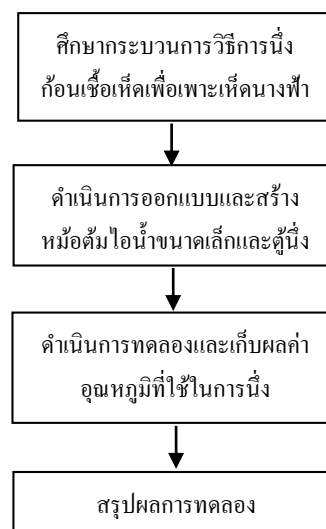 ศึกษากระบวนการวิธีการนึ่ง
ก้อนเชื้อเห็ดเพื่อเพาะเห็ดนางฟ้า
ดำเนินการออกแบบและสร้าง
หม้อต้มไอน้ำขนาดเล็กและตู้นึ่ง
ดำเนินการทดลองและเก็บผลค่า
อุณหภูมิที่ใช้ในการนึ่ง
สรุปผลการทดลอง